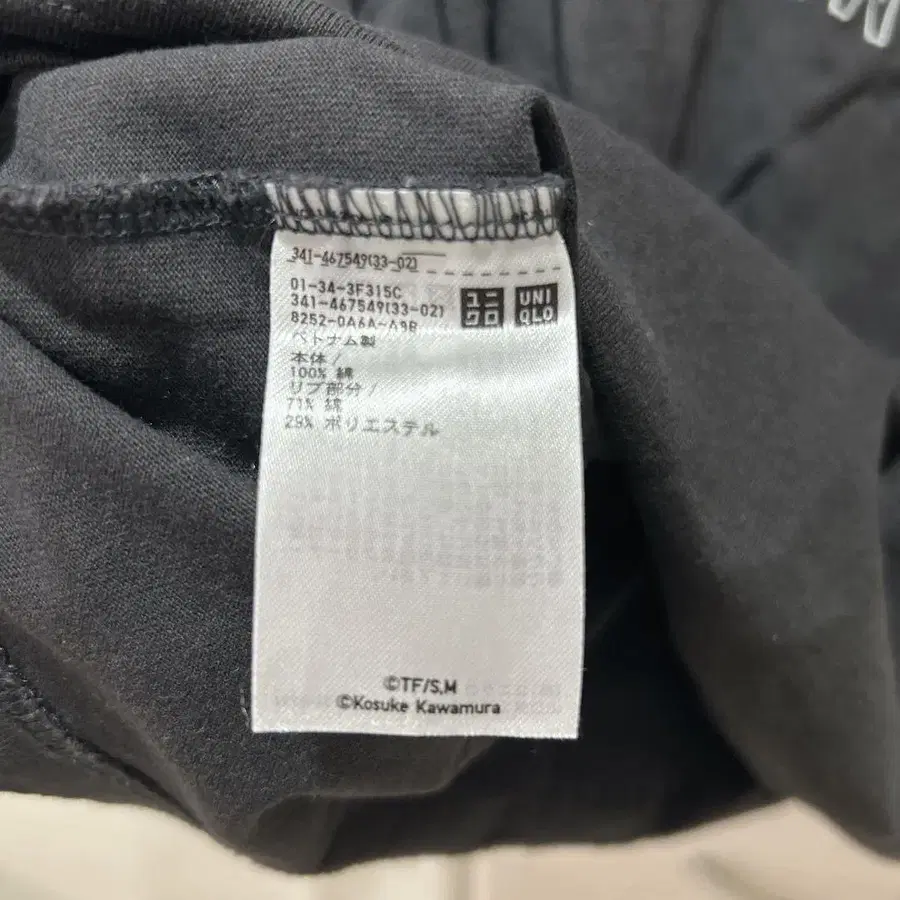 341-467549(33-02)
01-34-3F315C
341-467549(33-02)
8252-0A6A-A9B
ユニクロ
UNIQLO
ベトナム製
本体/
100% 綿
リブ部分/
71% 綿
29% ポリエステル
©TF/S.M
©Kosuke Kawamura